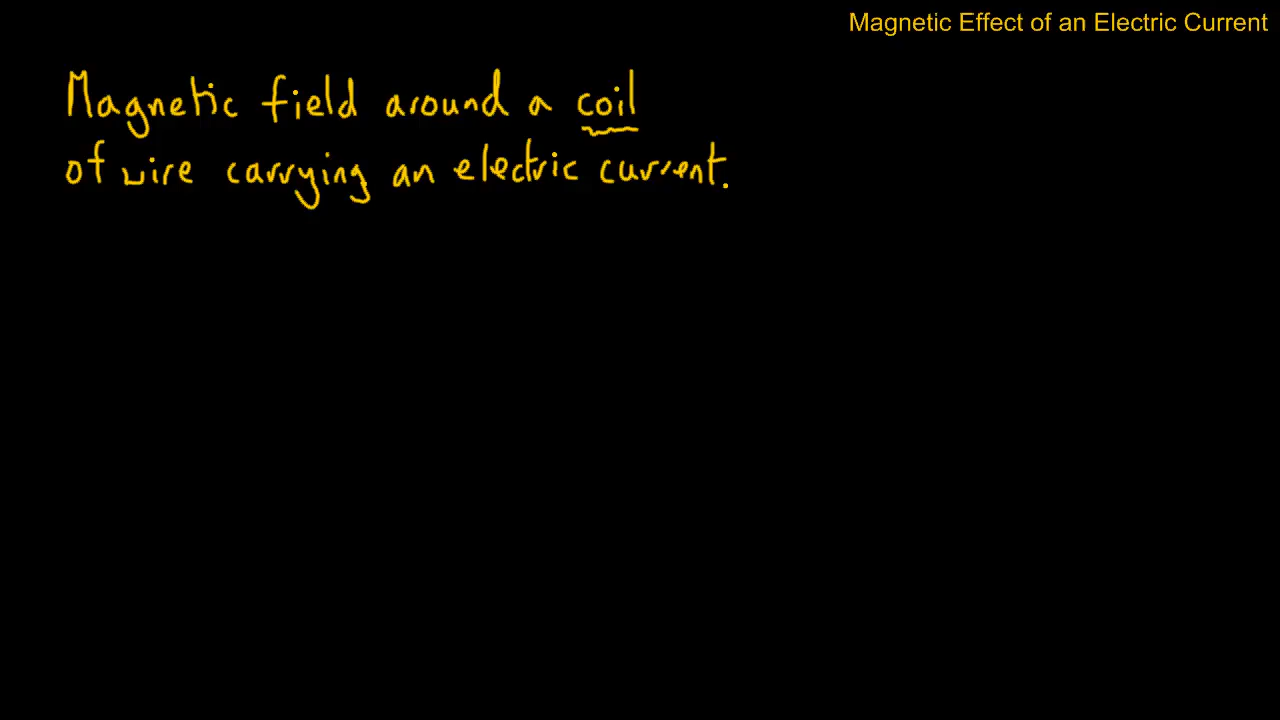 Magnetic Effect of an Electric Current
Magnetic field around a coil
of wire carrying an electric current.